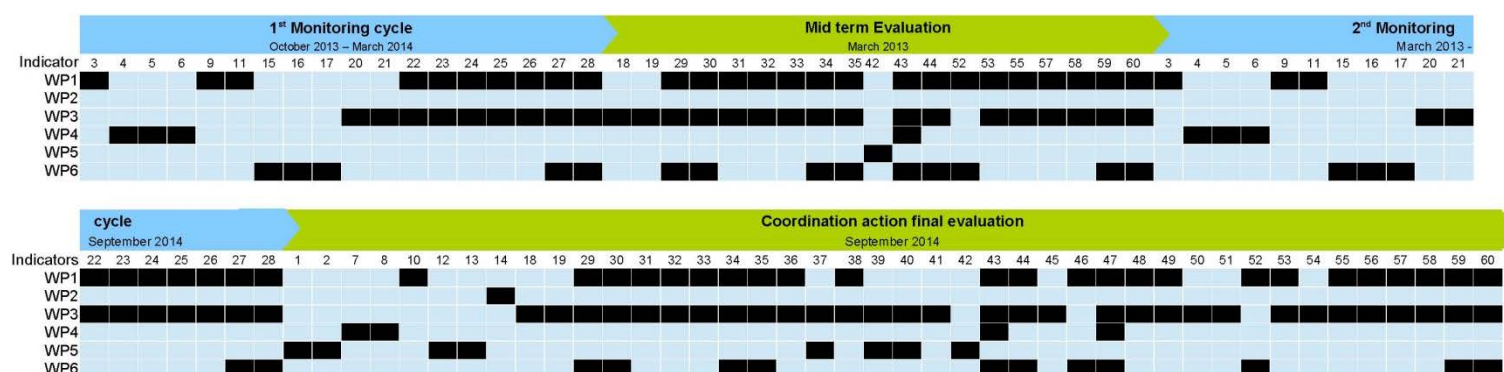 1st Monitoring cycle Mid term Evaluation 2nd Monitoring
October 2013 – March 2014 March 2013 March 2013 -
Indicator 3 4 5 6 9 11 15 16 17 20 21 22 23 24 25 26 27 28 18 19 29 30 31 32 33 34 35 42 43 44 52 53 55 57 58 59 60 3 4 5 6 9 11 15 16 17 20 21
WP1
WP2
WP3
WP4
WP5
WP6
cycle Coordination action final evaluation
September 2014 September 2014
Indicators 22 23 24 25 26 27 28 1 2 7 8 10 12 13 14 18 19 29 30 31 32 33 34 35 36 37 38 39 40 41 42 43 44 45 46 47 48 49 50 51 52 53 54 55 56 57 58 59 60
WP1
WP2
WP3
WP4
WP5
WP6